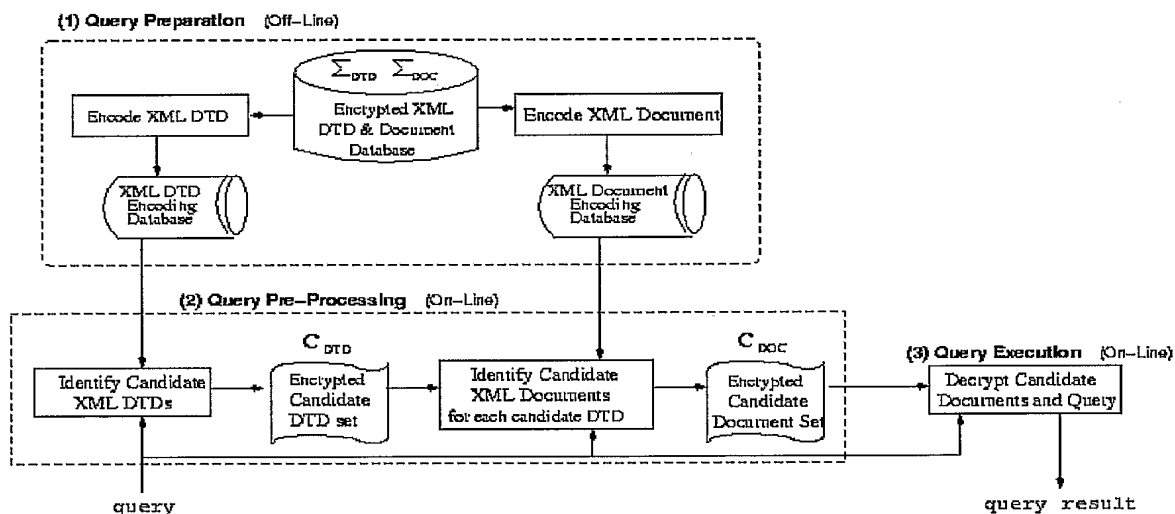 (1) Query Preparation (Off-Line)
Σ DTD Σ DOC
Encrypted XML
DTD & Document
Database
Encode XML DTD
Encode XML Document
XML DTD
Encoding
Database
XML Document
Encoding
Database
(2) Query Pre-Processing (On-Line)
C DTD
C DOC
(3) Query Execution (On-Line)
Identify Candidate
XML DTDs
Encrypted
Candidate
DTD set
Identify Candidate
XML Documents
for each candidate DTD
Encrypted
Candidate
Document Set
Decrypt Candidate
Documents and Query
query
query result